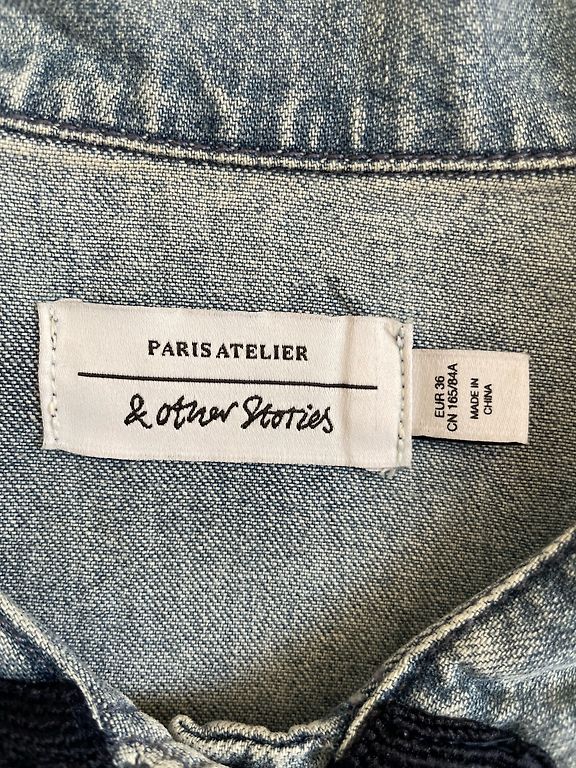 PARIS ATELIER
& other Stories
EUR 36
CN 165/84A
MADE IN
CHINA